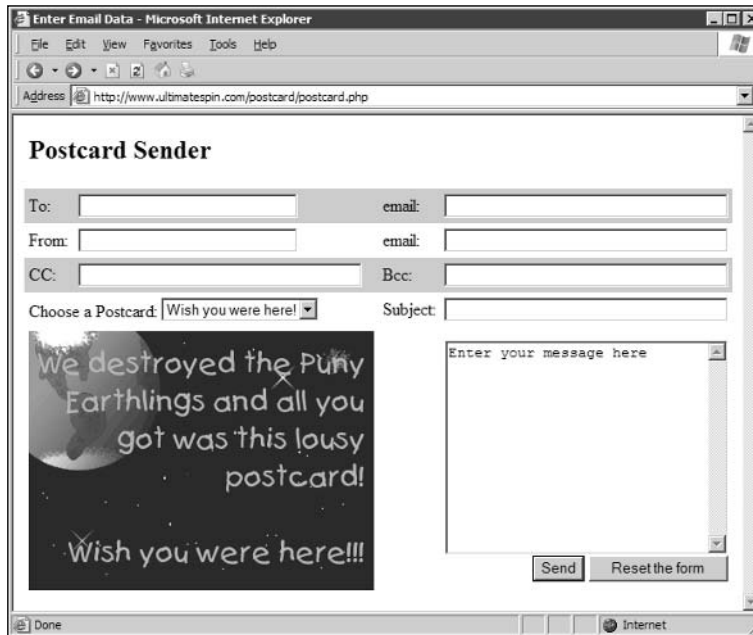 Enter Email Data - Microsoft Internet Explorer
File Edit View Favorites Tools Help
Address http://www.ultimatespin.com/postcard/postcard.php
Postcard Sender
To: email:
From: email:
CC: Bcc:
Choose a Postcard: Wish you were here! Subject:
We destroyed the Puny
Earthlings and all you
got was this lousy
postcard!
Wish you were here!!!
Enter your message here
Send Reset the form
Done Internet